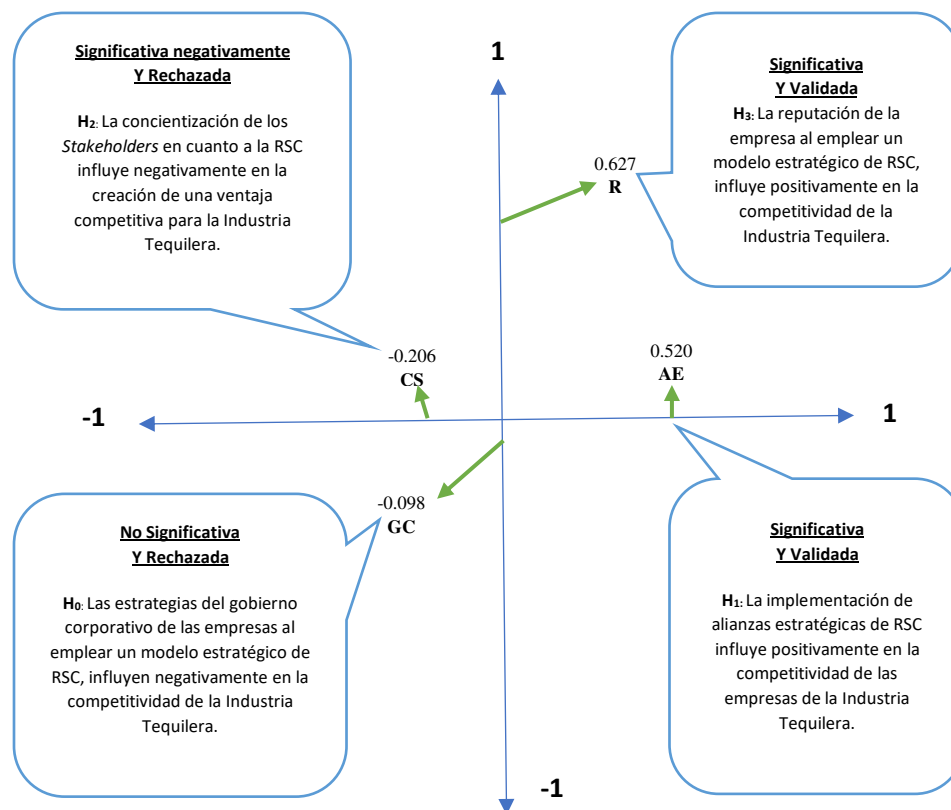 Significativa negativamente
Y Rechazada
H2: La concientización de los
Stakeholders en cuanto a la RSC
influye negativamente en la
creación de una ventaja
competitiva para la Industria
Tequilera.
1
Significativa
Y Validada
H3: La reputación de la
empresa al emplear un
modelo estratégico de RSC,
influye positivamente en la
competitividad de la
Industria Tequilera.
0.627
R
-0.206
CS
0.520
AE
-1
1
-0.098
GC
No Significativa
Y Rechazada
H0: Las estrategias del gobierno
corporativo de las empresas al
emplear un modelo estratégico de
RSC, influyen negativamente en la
competitividad de la Industria
Tequilera.
Significativa
Y Validada
H1: La implementación de
alianzas estratégicas de RSC
influye positivamente en la
competitividad de las
empresas de la Industria
Tequilera.
-1